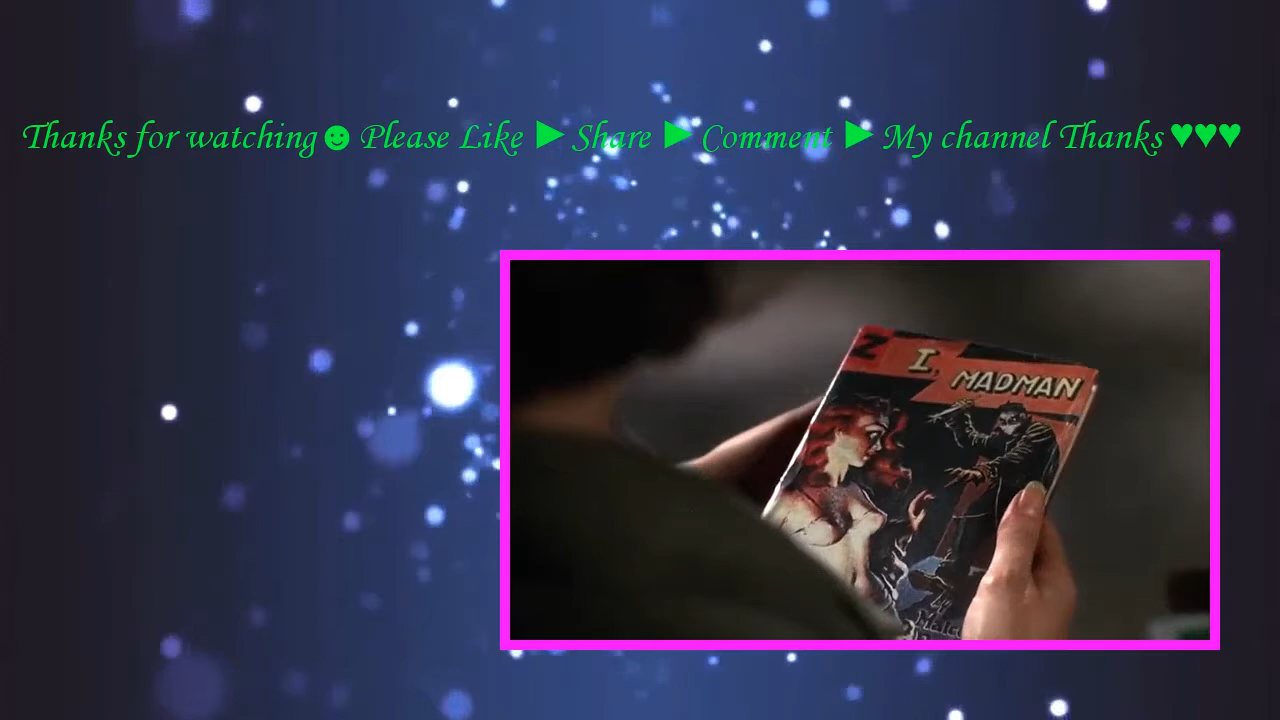 Thanks for watching☻Please Like ► Share ► Comment ► My channel Thanks ♥♥♥
I, MADMAN